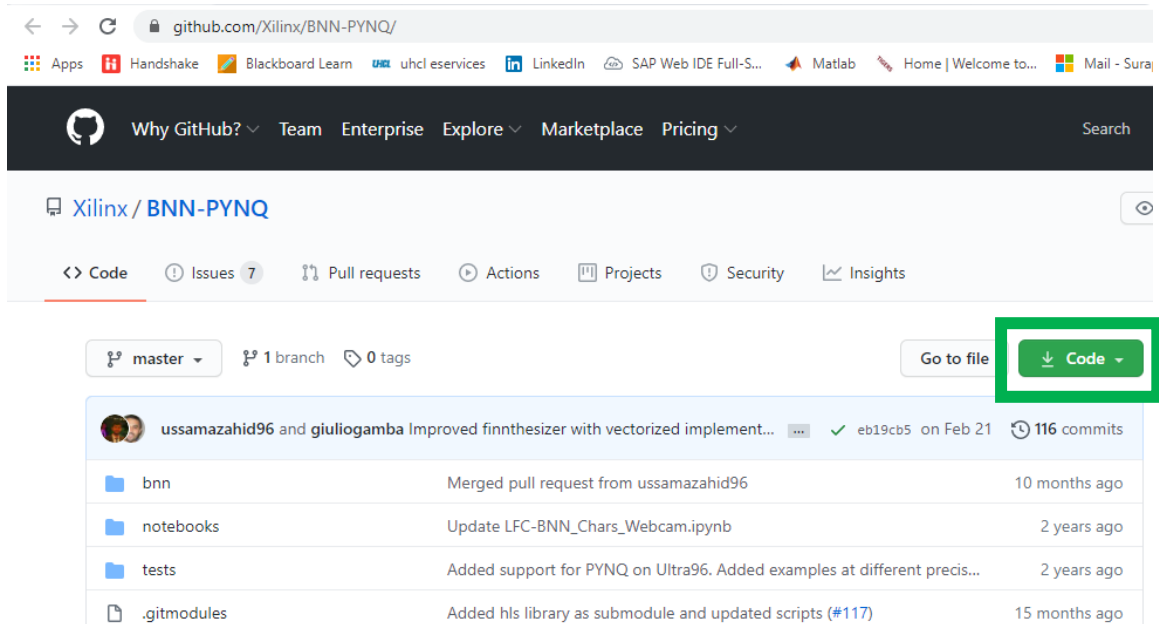 github.com/Xilinx/BNN-PYNQ/
Apps Handshake Blackboard Learn UHCL uhcl eservices in LinkedIn SAP Web IDE Full-S... Matlab Home | Welcome to... Mail - Sura
Why GitHub? Team Enterprise Explore Marketplace Pricing Search
Xilinx / BNN-PYNQ
<> Code Issues 7 Pull requests Actions Projects Security Insights
master 1 branch 0 tags Go to file Code
ussamazahid96 and giuliogamba Improved finnthesizer with vectorized implement... ... eb19cb5 on Feb 21 116 commits
bnn Merged pull request from ussamazahid96 10 months ago
notebooks Update LFC-BNN_Chars_Webcam.ipynb 2 years ago
tests Added support for PYNQ on Ultra96. Added examples at different precis... 2 years ago
.gitmodules Added hls library as submodule and updated scripts (#117) 15 months ago